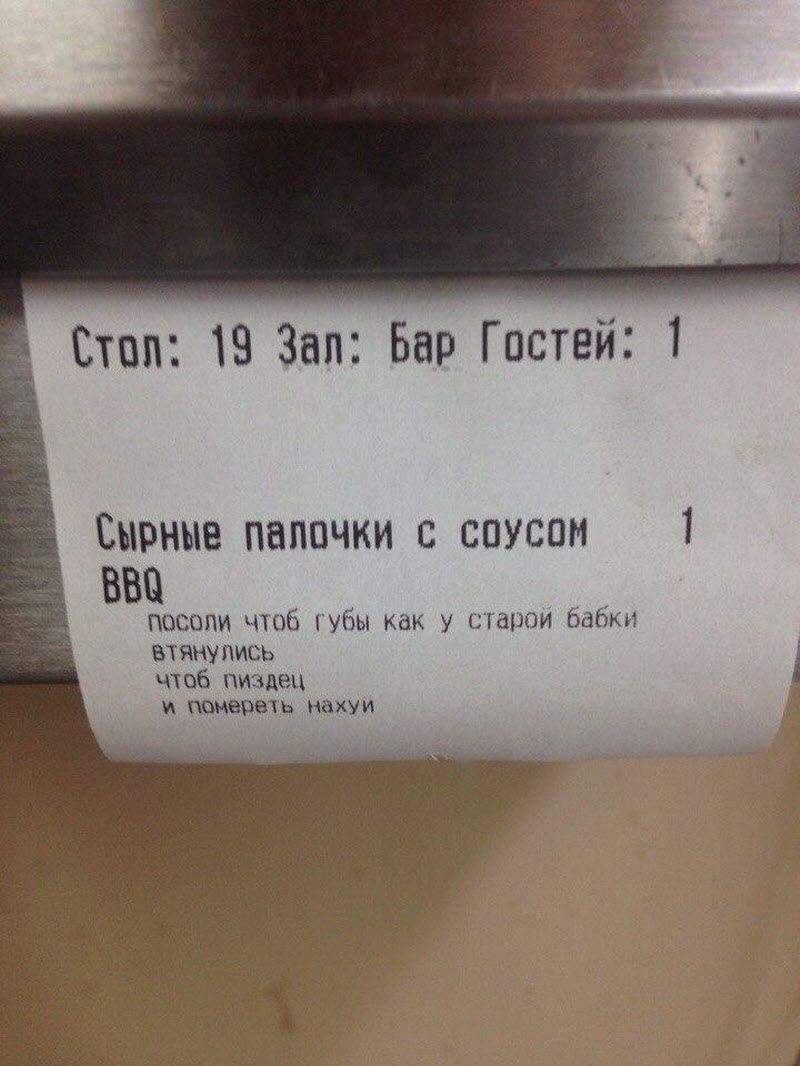 Стол: 19 Зал: Бар Гостей: 1
Сырные палочки с соусом 1
BBQ
посоли чтоб губы как у старой бабки
втянулись
чтоб пиздец
и помереть нахуй